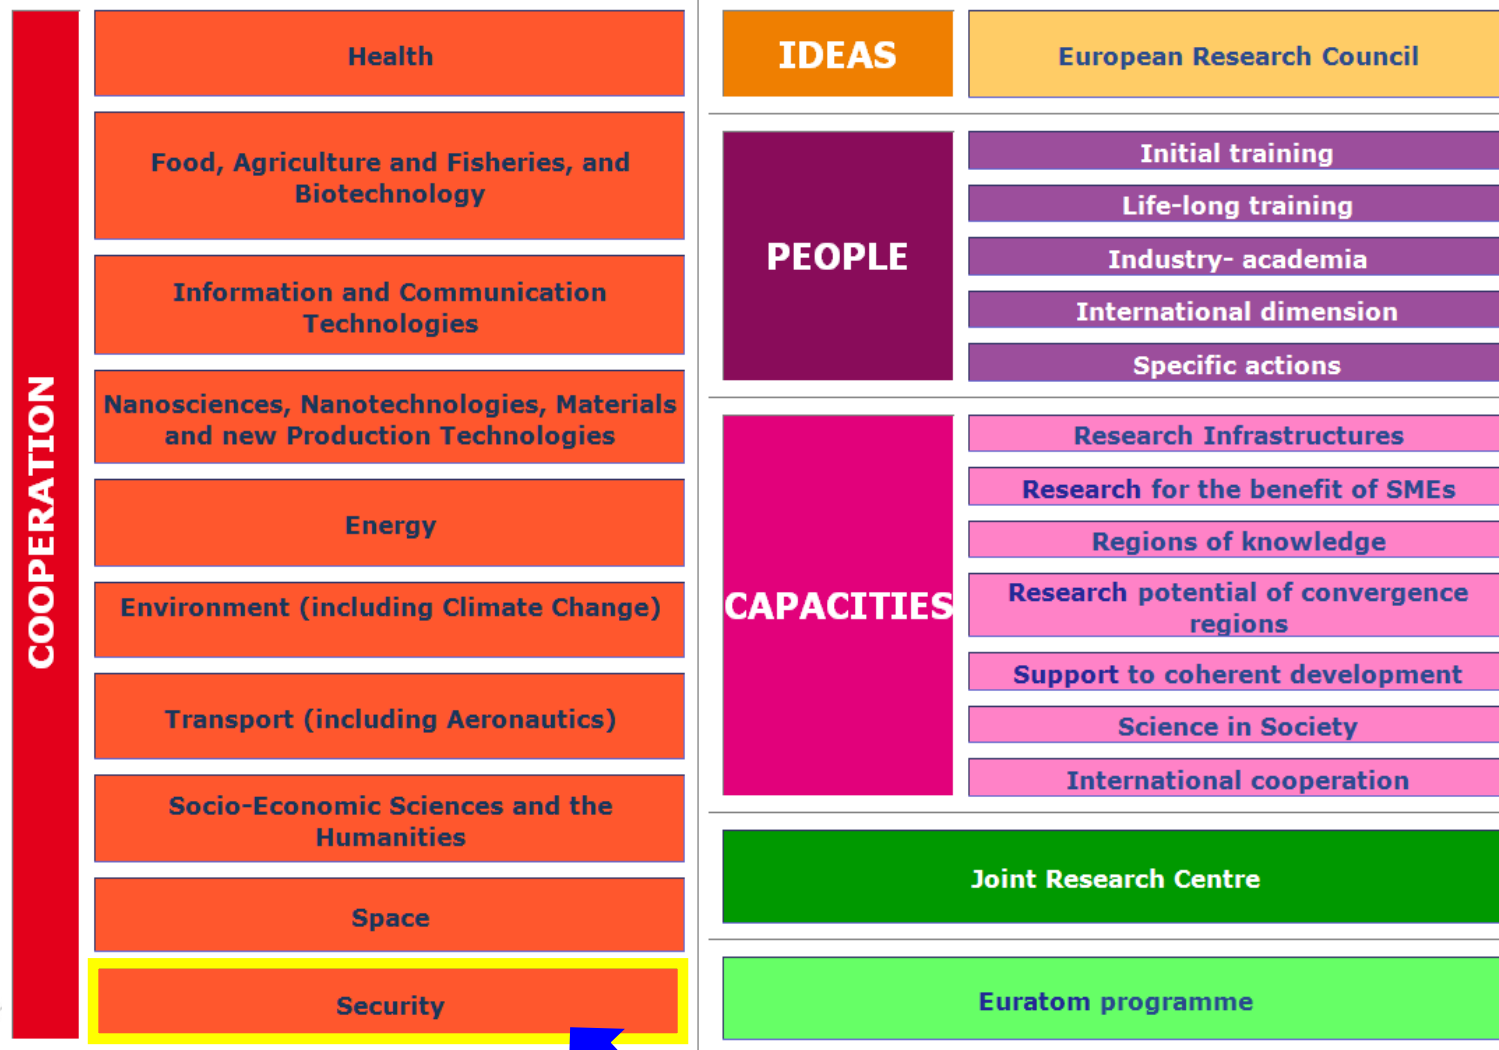 COOPERATION
Health
Food, Agriculture and Fisheries, and
Biotechnology
Information and Communication
Technologies
Nanosciences, Nanotechnologies, Materials
and new Production Technologies
Energy
Environment (including Climate Change)
Transport (including Aeronautics)
Socio-Economic Sciences and the
Humanities
Space
Security
IDEAS
European Research Council
PEOPLE
Initial training
Life-long training
Industry- academia
International dimension
Specific actions
CAPACITIES
Research Infrastructures
Research for the benefit of SMEs
Regions of knowledge
Research potential of convergence
regions
Support to coherent development
Science in Society
International cooperation
Joint Research Centre
Euratom programme